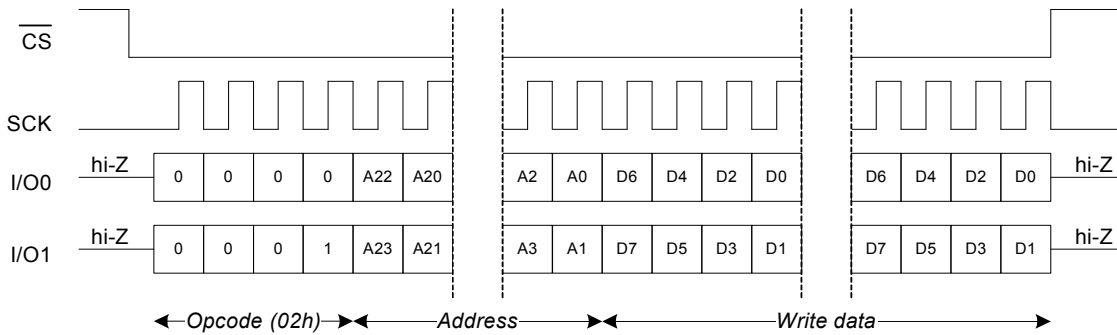 CS
SCK
I/O0 hi-Z 0 0 0 0 A22 A20 A2 A0 D6 D4 D2 D0 D6 D4 D2 D0 hi-Z
I/O1 hi-Z 0 0 0 1 A23 A21 A3 A1 D7 D5 D3 D1 D7 D5 D3 D1 hi-Z
Opcode (02h) Address Write data